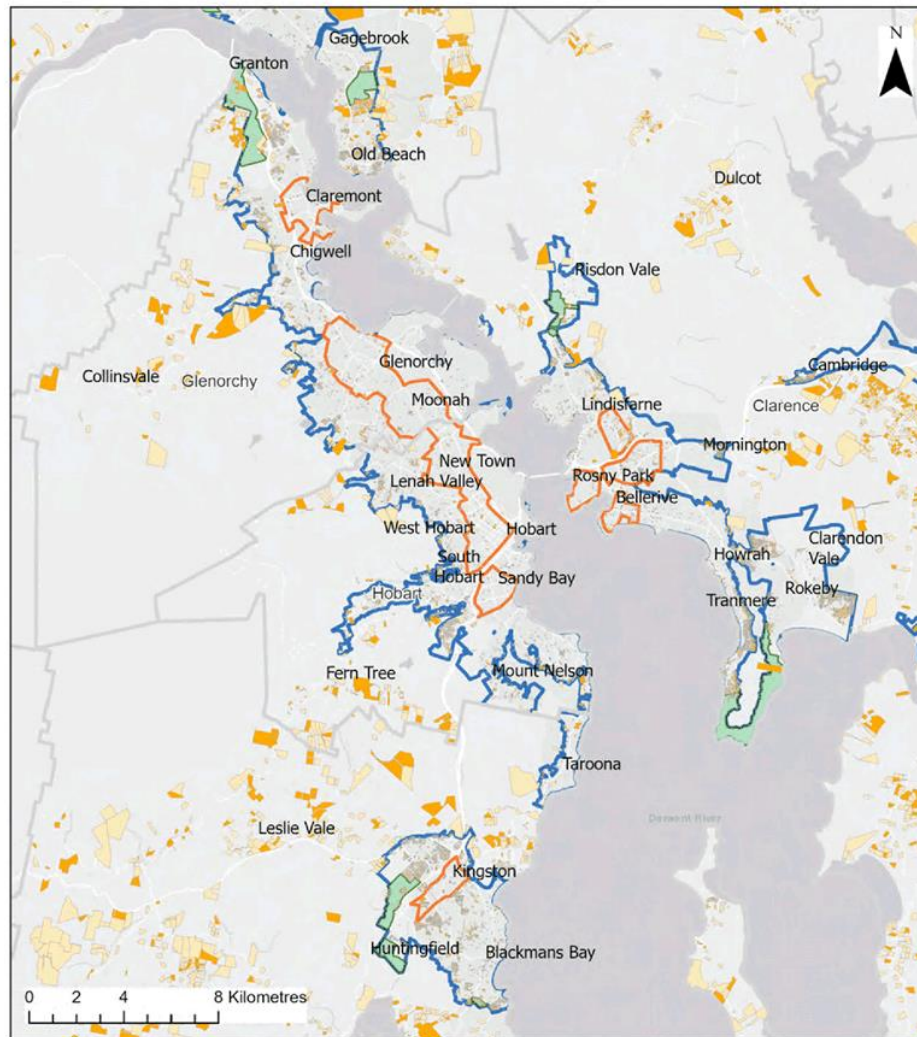 Gagebrook
N
Granton
Old Beach
Dulcot
Claremont
Chigwell
Risdon Vale
Glenorchy
Cambridge
Collinsvale
Glenorchy
Moonah
Lindisfarne
Clarence
Mornington
New Town
Rosny Park
Lenah Valley
Bellerive
West Hobart
Hobart
Clarendon
Vale
Howrah
South
Hobart
Sandy Bay
Rokeby
Hobart
Tranmere
Fern Tree
Mount Nelson
Taroona
Derwent River
Leslie Vale
Kingston
Huntingfield
Blackmans Bay
0 2 4 8 Kilometres